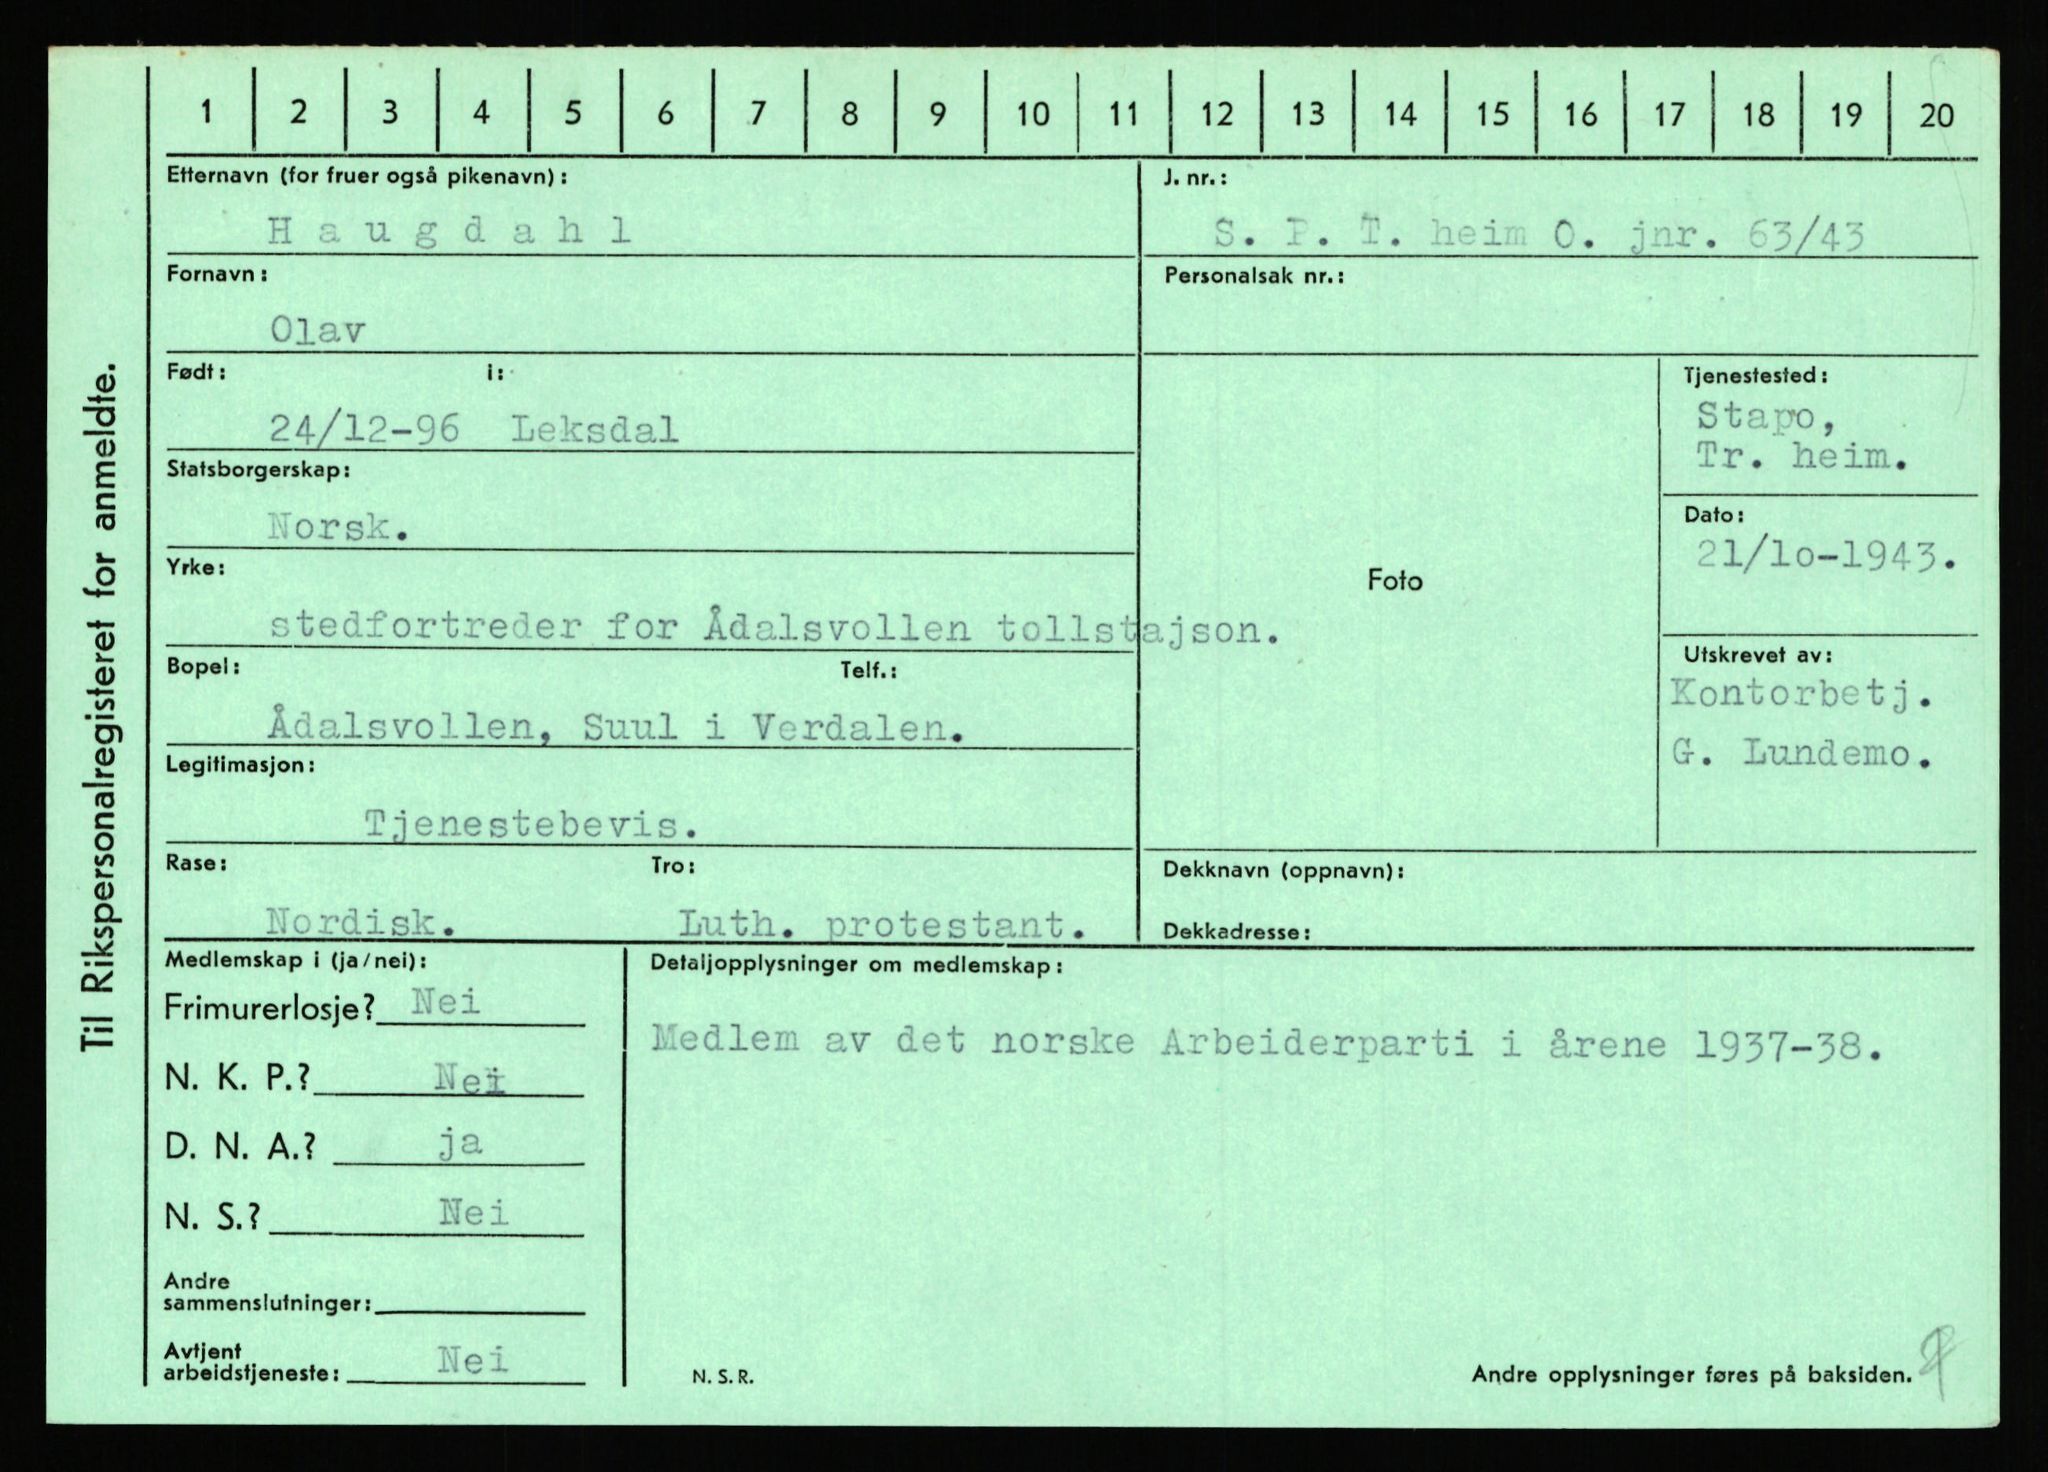 Til Rikspersonalregisteret for anmeldte.
1 2 3 4 5 6 7 8 9 10 11 12 13 14 15 16 17 18 19 20
Etternavn (for fruer også pikenavn):
Haugdahl
J. nr.:
S. P. T. heim O. jnr. 63/43
Fornavn:
Olav
Personalsak nr.:
Født: i:
24/12-96 Leksdal
Statsborgerskap:
Norsk.
Yrke:
stedfortreder for Ådalsvollen tollstajson.
Bopel: Telf.:
Ådalsvollen, Suul i Verdalen.
Legitimasjon:
Tjenestebevis.
Rase: Tro:
Nordisk. Luth. protestant.
Foto
Tjenestested:
Stapo,
Tr. heim.
Dato:
21/lo-1943.
Utskrevet av:
Kontorbetj.
G. Lundemo.
Dekknavn (oppnavn):
Dekkadresse:
Medlemskap i (ja/nei):
Frimurerlosje? Nei
N. K. P.? Nei
D. N. A.? ja
N. S.? Nei
Andre
sammenslutninger:
Avtjent
arbeidstjeneste: Nei
Detaljopplysninger om medlemskap:
Medlem av det norske Arbeiderparti i årene 1937-38.
N. S. R.
Andre opplysninger føres på baksiden.